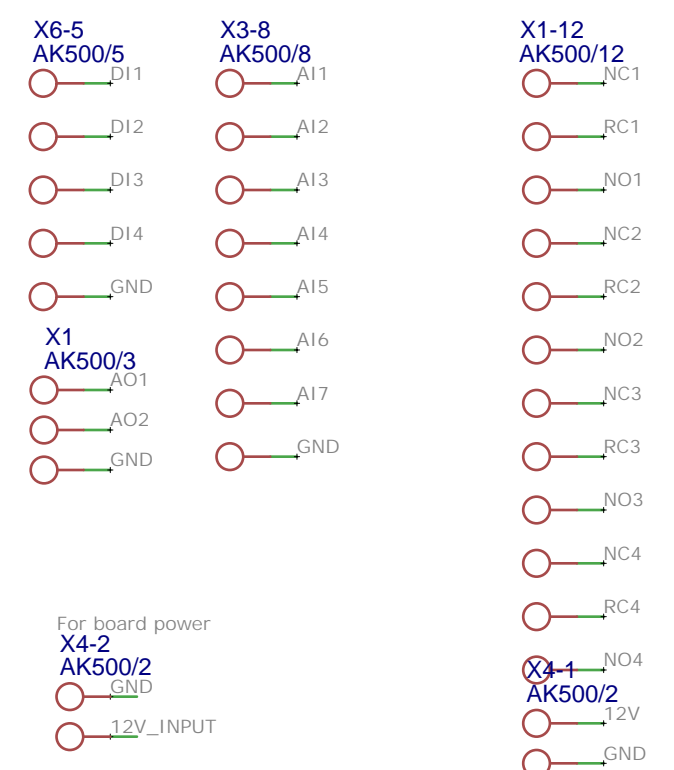 X6-5
AK500/5
DI1
DI2
DI3
DI4
GND
X1
AK500/3
AO1
AO2
GND
For board power
X4-2
AK500/2
GND
12V_INPUT
X3-8
AK500/8
AI1
AI2
AI3
AI4
AI5
AI6
AI7
GND
X1-12
AK500/12
NC1
RC1
NO1
NC2
RC2
NO2
NC3
RC3
NO3
NC4
RC4
NO4
X4-1
AK500/2
12V
GND